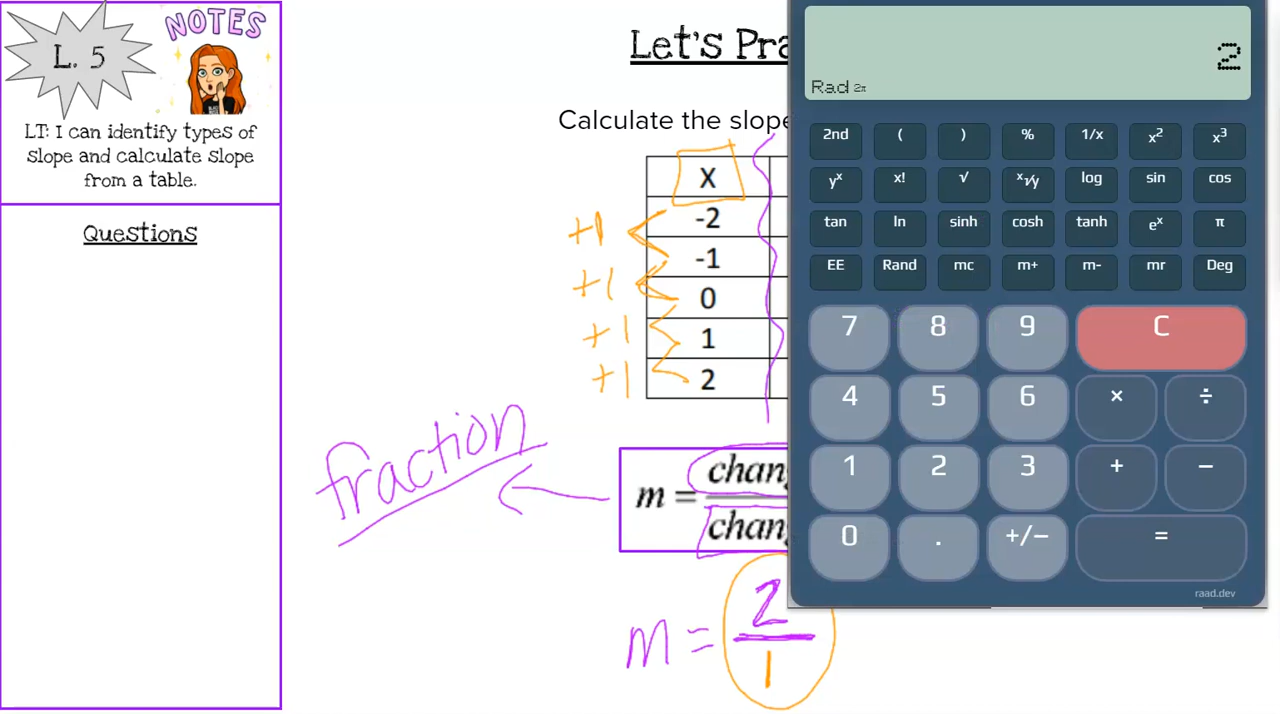 NOTES
L. 5
LT: I can identify types of
slope and calculate slope
from a table.
Questions
Let's Pra
Calculate the slope
X
-2
-1
0
1
2
+1
+1
+1
+1
fraction
m = chang
chang
m = 2
1
2
Rad 2π
2nd ( ) % 1/x x² x³
yˣ x! √ ˣ√y log sin cos
tan ln sinh cosh tanh eˣ π
EE Rand mc m+ m- mr Deg
7 8 9 C
4 5 6 × ÷
1 2 3 + −
0 . +/− =
raad.dev